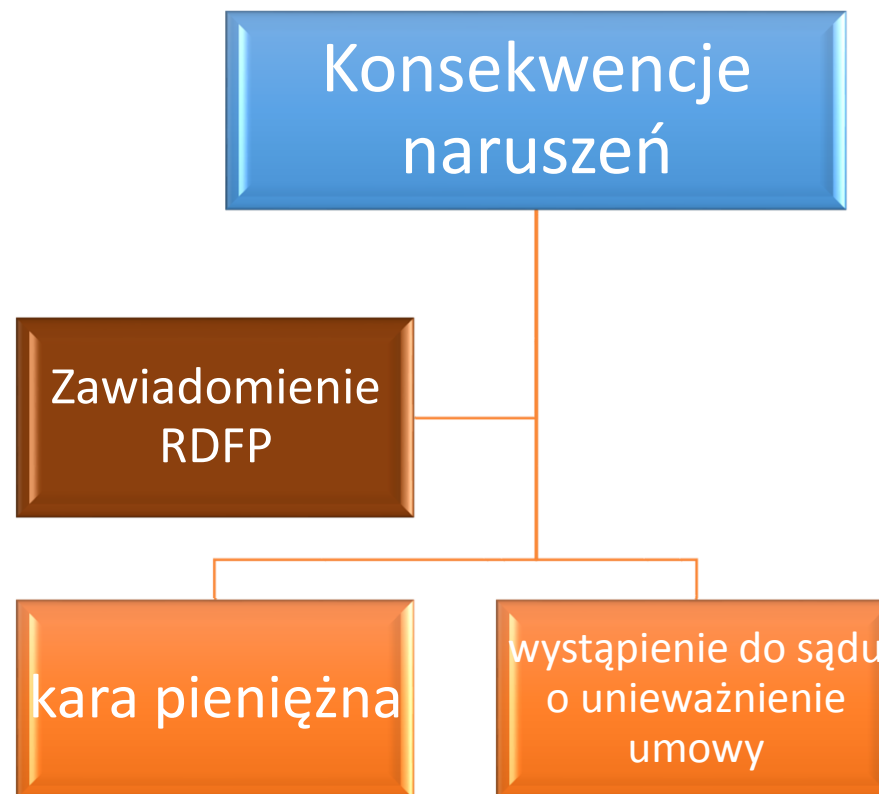 Konsekwencje
naruszeń
Zawiadomienie
RDFP
kara pieniężna
wystąpienie do sądu
o unieważnienie
umowy